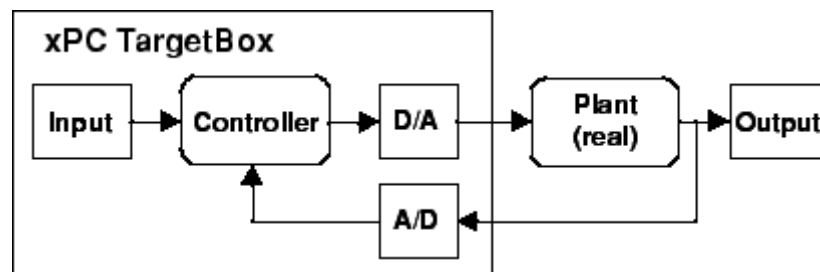 xPC TargetBox
Input
Controller
D/A
Plant
(real)
Output
A/D